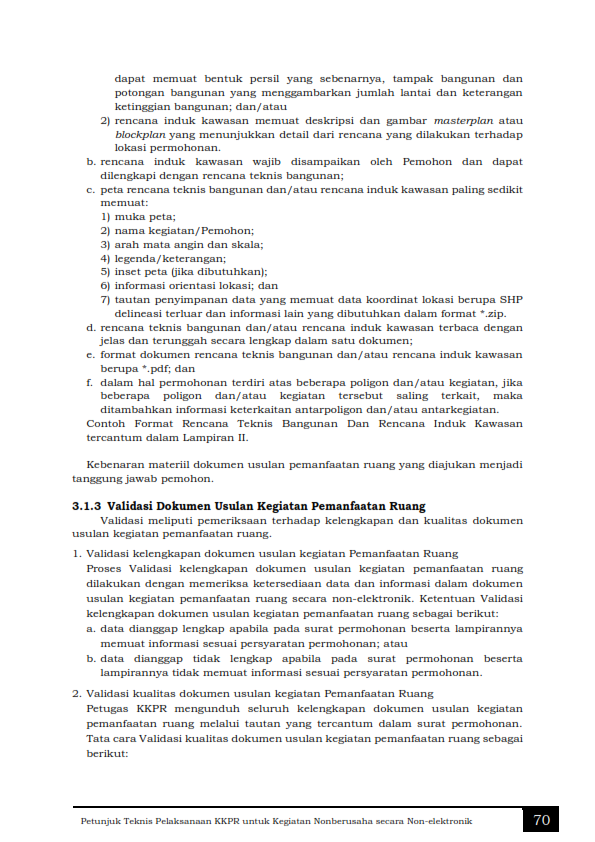 dapat memuat bentuk persil yang sebenarnya, tampak bangunan dan
potongan bangunan yang menggambarkan jumlah lantai dan keterangan
ketinggian bangunan; dan/atau
2) rencana induk kawasan memuat deskripsi dan gambar masterplan atau
blockplan yang menunjukkan detail dari rencana yang dilakukan terhadap
lokasi permohonan.
b. rencana induk kawasan wajib disampaikan oleh Pemohon dan dapat
dilengkapi dengan rencana teknis bangunan;
c. peta rencana teknis bangunan dan/atau rencana induk kawasan paling sedikit
memuat:
1) muka peta;
2) nama kegiatan/Pemohon;
3) arah mata angin dan skala;
4) legenda/keterangan;
5) inset peta (jika dibutuhkan);
6) informasi orientasi lokasi; dan
7) tautan penyimpanan data yang memuat data koordinat lokasi berupa SHP
delineasi terluar dan informasi lain yang dibutuhkan dalam format *.zip.
d. rencana teknis bangunan dan/atau rencana induk kawasan terbaca dengan
jelas dan terunggah secara lengkap dalam satu dokumen;
e. format dokumen rencana teknis bangunan dan/atau rencana induk kawasan
berupa *.pdf; dan
f. dalam hal permohonan terdiri atas beberapa poligon dan/atau kegiatan, jika
beberapa poligon dan/atau kegiatan tersebut saling terkait, maka
ditambahkan informasi keterkaitan antarpoligon dan/atau antarkegiatan.
Contoh Format Rencana Teknis Bangunan Dan Rencana Induk Kawasan
tercantum dalam Lampiran II.
Kebenaran materiil dokumen usulan pemanfaatan ruang yang diajukan menjadi
tanggung jawab pemohon.
3.1.3 Validasi Dokumen Usulan Kegiatan Pemanfaatan Ruang
Validasi meliputi pemeriksaan terhadap kelengkapan dan kualitas dokumen
usulan kegiatan pemanfaatan ruang.
1. Validasi kelengkapan dokumen usulan kegiatan Pemanfaatan Ruang
Proses Validasi kelengkapan dokumen usulan kegiatan pemanfaatan ruang
dilakukan dengan memeriksa ketersediaan data dan informasi dalam dokumen
usulan kegiatan pemanfaatan ruang secara non-elektronik. Ketentuan Validasi
kelengkapan dokumen usulan kegiatan pemanfaatan ruang sebagai berikut:
a. data dianggap lengkap apabila pada surat permohonan beserta lampirannya
memuat informasi sesuai persyaratan permohonan; atau
b. data dianggap tidak lengkap apabila pada surat permohonan beserta
lampirannya tidak memuat informasi sesuai persyaratan permohonan.
2. Validasi kualitas dokumen usulan kegiatan Pemanfaatan Ruang
Petugas KKPR mengunduh seluruh kelengkapan dokumen usulan kegiatan
pemanfaatan ruang melalui tautan yang tercantum dalam surat permohonan.
Tata cara Validasi kualitas dokumen usulan kegiatan pemanfaatan ruang sebagai
berikut:
Petunjuk Teknis Pelaksanaan KKPR untuk Kegiatan Nonberusaha secara Non-elektronik 70